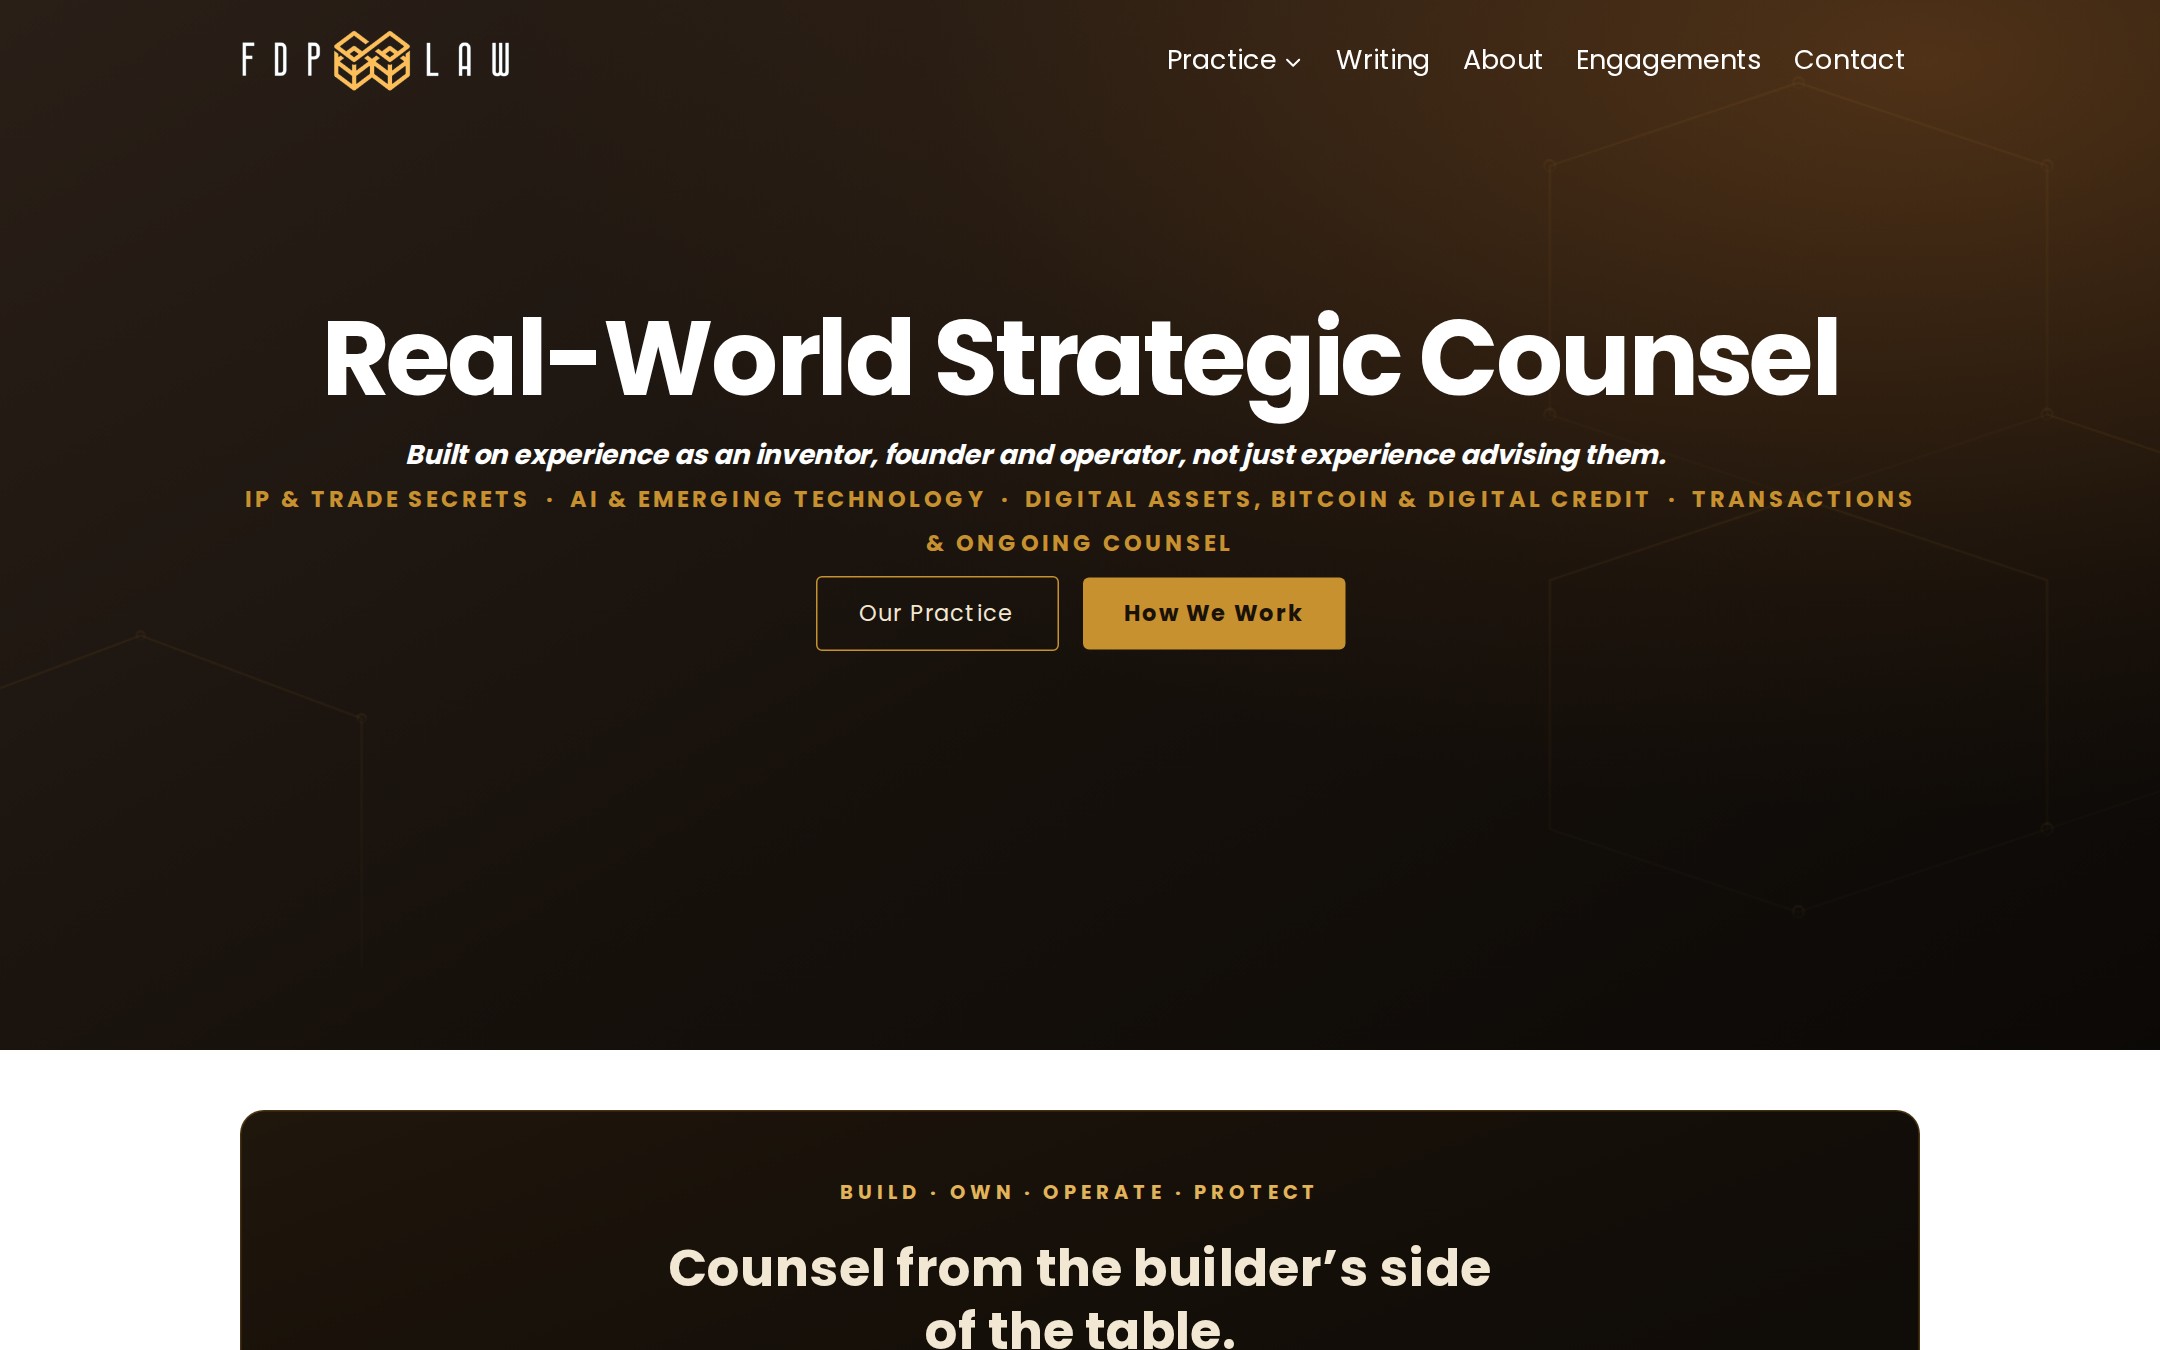 FDP LAW
Practice Writing About Engagements Contact
Real-World Strategic Counsel
Built on experience as an inventor, founder and operator, not just experience advising them.
IP & TRADE SECRETS · AI & EMERGING TECHNOLOGY · DIGITAL ASSETS, BITCOIN & DIGITAL CREDIT · TRANSACTIONS
& ONGOING COUNSEL
Our Practice How We Work
BUILD · OWN · OPERATE · PROTECT
Counsel from the builder’s side
of the table.